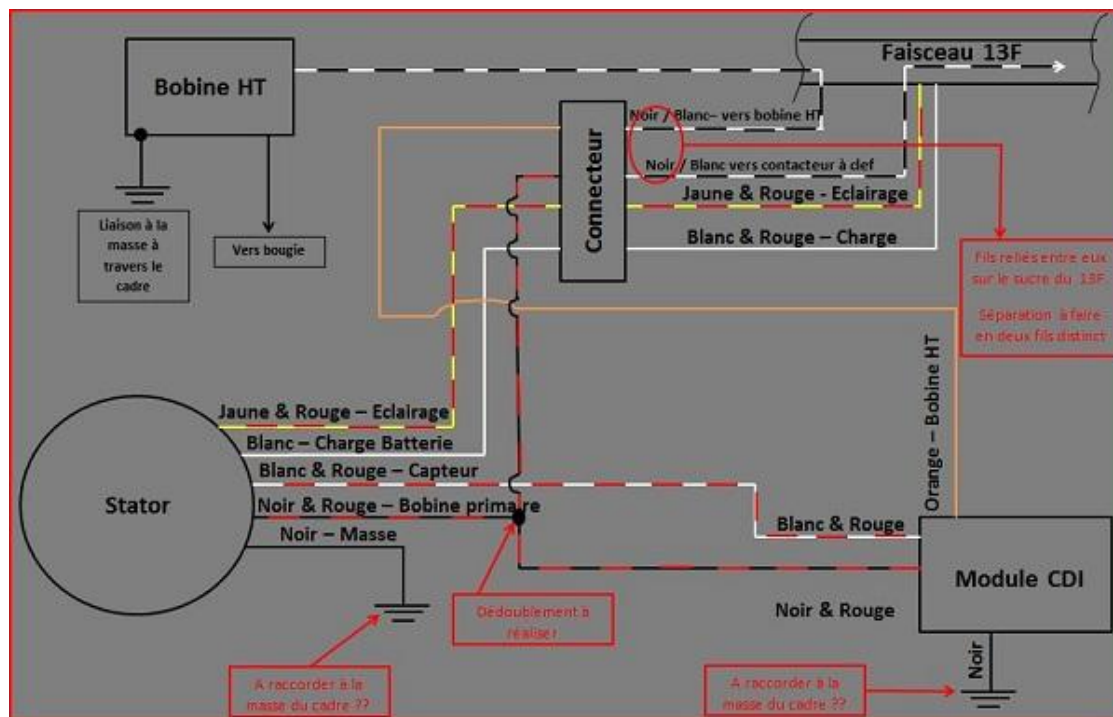 Bobine HT
Faisceau 13F
Noir / Blanc– vers bobine HT
Connecteur
Noir / Blanc vers contacteur à clef
Jaune & Rouge - Eclairage
Blanc & Rouge – Charge
Liaison à la
masse à
travers le
cadre
Vers bougie
Fils reliés entre eux
sur le sucre du 13F.
Séparation à faire
en deux fils distinct
Orange – Bobine HT
Jaune & Rouge – Eclairage
Blanc – Charge Batterie
Blanc & Rouge – Capteur
Stator
Noir & Rouge – Bobine primaire
Noir – Masse
Blanc & Rouge
Module CDI
Noir & Rouge
Dédoublement à
réaliser
Noir
A raccorder à la
masse du cadre ??
A raccorder à la
masse du cadre ??